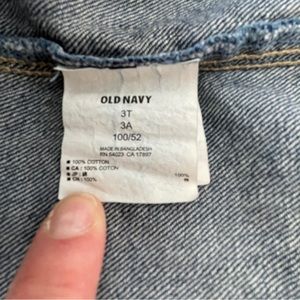 OLD NAVY
3T
3A
100/52
MADE IN BANGLADESH
RN 54023 CA 17897
100% COTTON
CA / 100% COTTON
100%